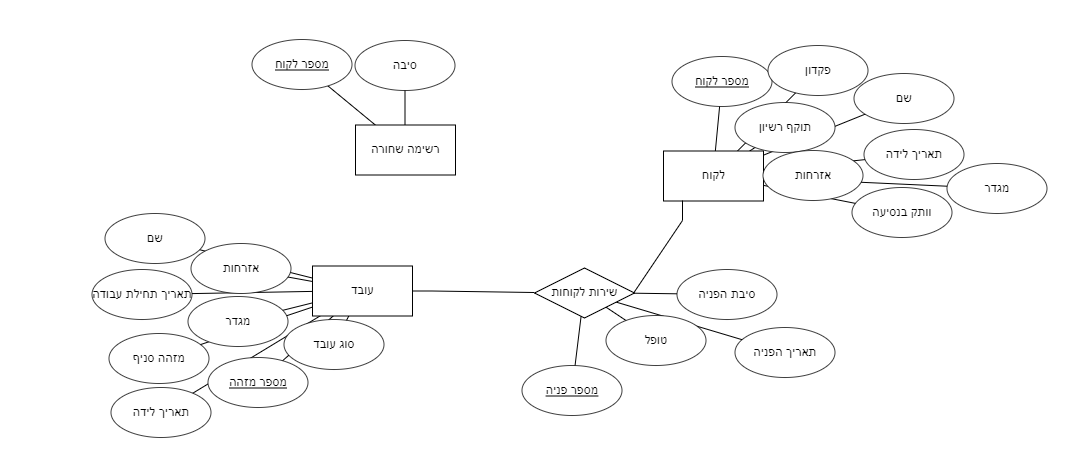 מספר לקוח
סיבה
רשימה שחורה
מספר לקוח
פקדון
שם
תוקף רשיון
תאריך לידה
לקוח
אזרחות
מגדר
וותק בנסיעה
שם
אזרחות
תאריך תחילת עבודה
עובד
מגדר
סוג עובד
מזהה סניף
מספר מזהה
תאריך לידה
שירות לקוחות
סיבת הפניה
טופל
תאריך הפניה
מספר פניה